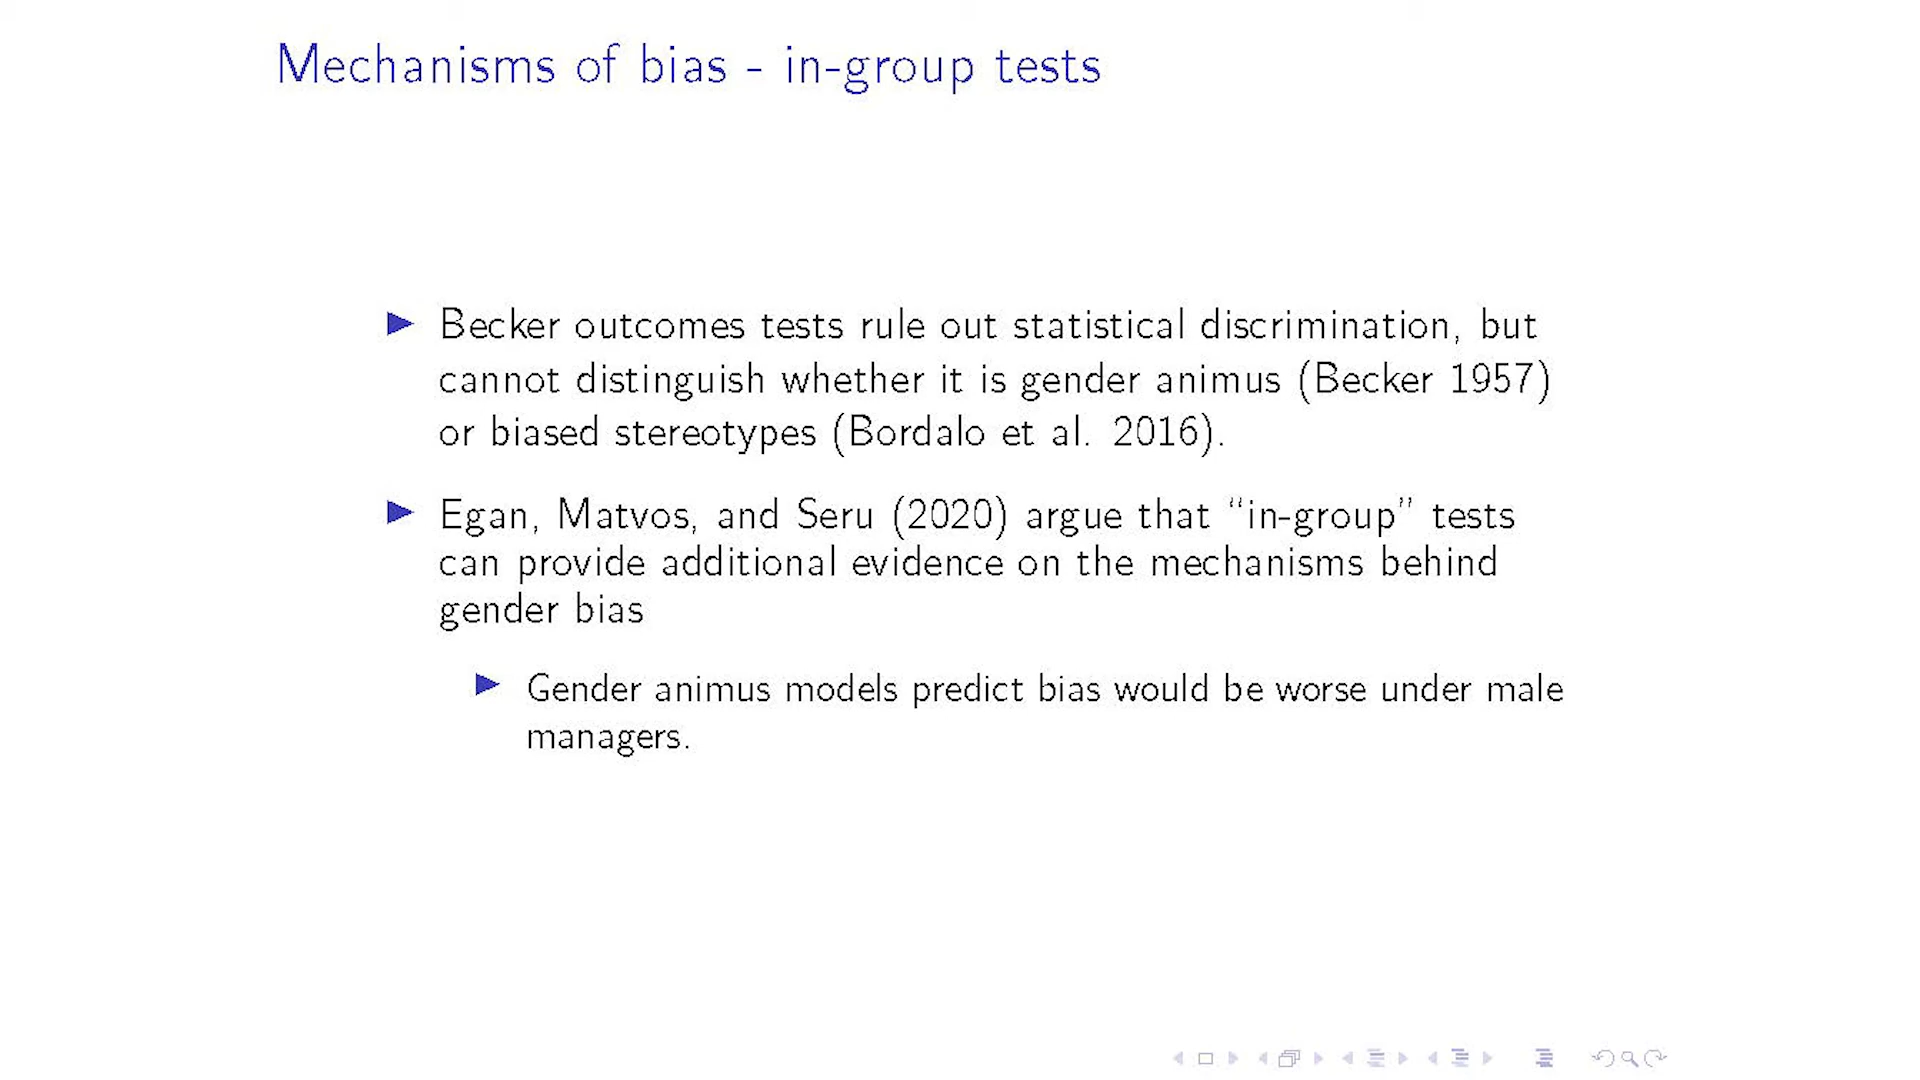 Mechanisms of bias - in-group tests
Becker outcomes tests rule out statistical discrimination, but
cannot distinguish whether it is gender animus (Becker 1957)
or biased stereotypes (Bordalo et al. 2016).
Egan, Matvos, and Seru (2020) argue that “in-group” tests
can provide additional evidence on the mechanisms behind
gender bias
Gender animus models predict bias would be worse under male
managers.